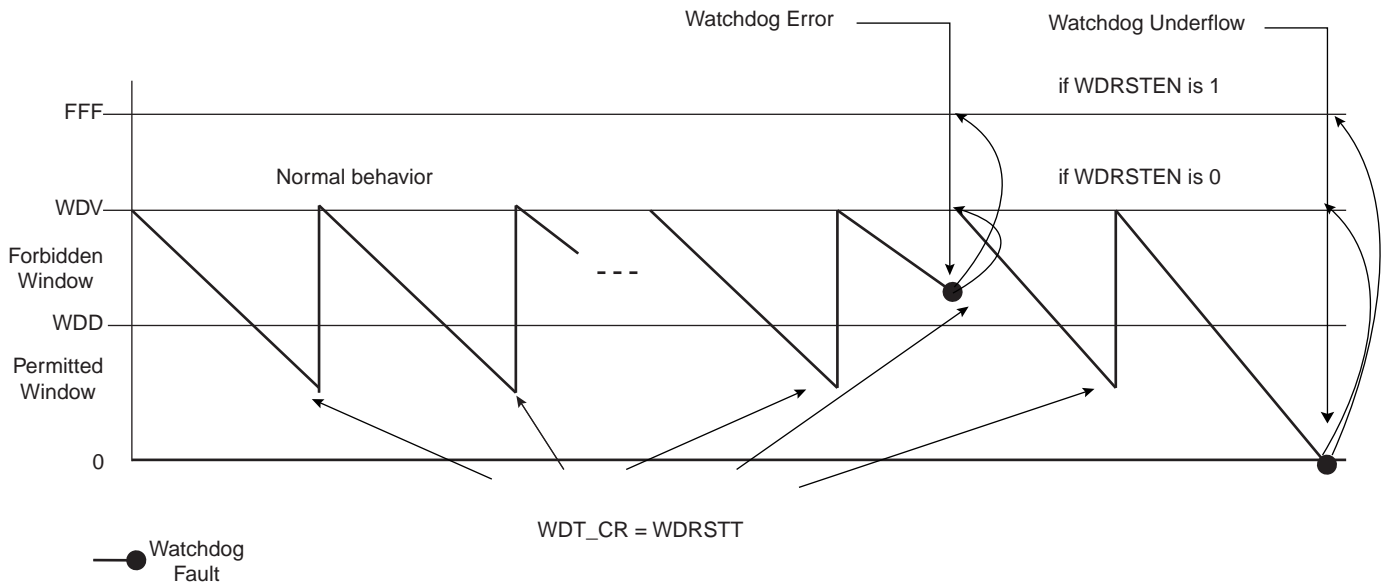 Watchdog Error
Watchdog Underflow
if WDRSTEN is 1
FFF
Normal behavior
if WDRSTEN is 0
WDV
Forbidden
Window
WDD
Permitted
Window
0
WDT_CR = WDRSTT
Watchdog
Fault